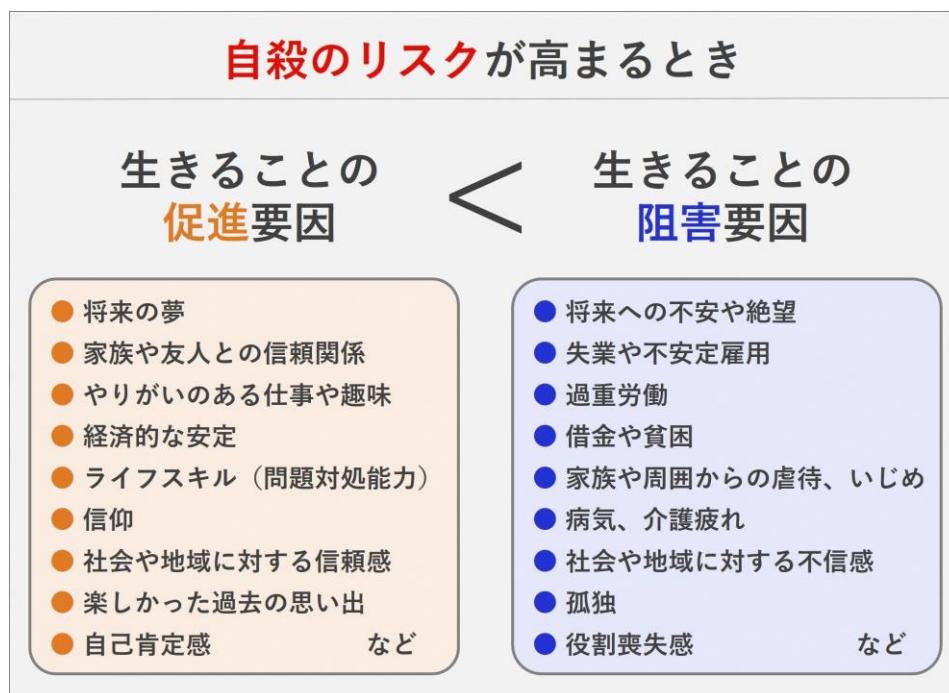 自殺のリスクが高まるとき
生きることの
促進要因
<
生きることの
阻害要因
● 将来の夢
● 家族や友人との信頼関係
● やりがいのある仕事や趣味
● 経済的な安定
● ライフスキル（問題対処能力）
● 信仰
● 社会や地域に対する信頼感
● 楽しかった過去の思い出
● 自己肯定感 など
● 将来への不安や絶望
● 失業や不安定雇用
● 過重労働
● 借金や貧困
● 家族や周囲からの虐待、いじめ
● 病気、介護疲れ
● 社会や地域に対する不信感
● 孤独
● 役割喪失感 など